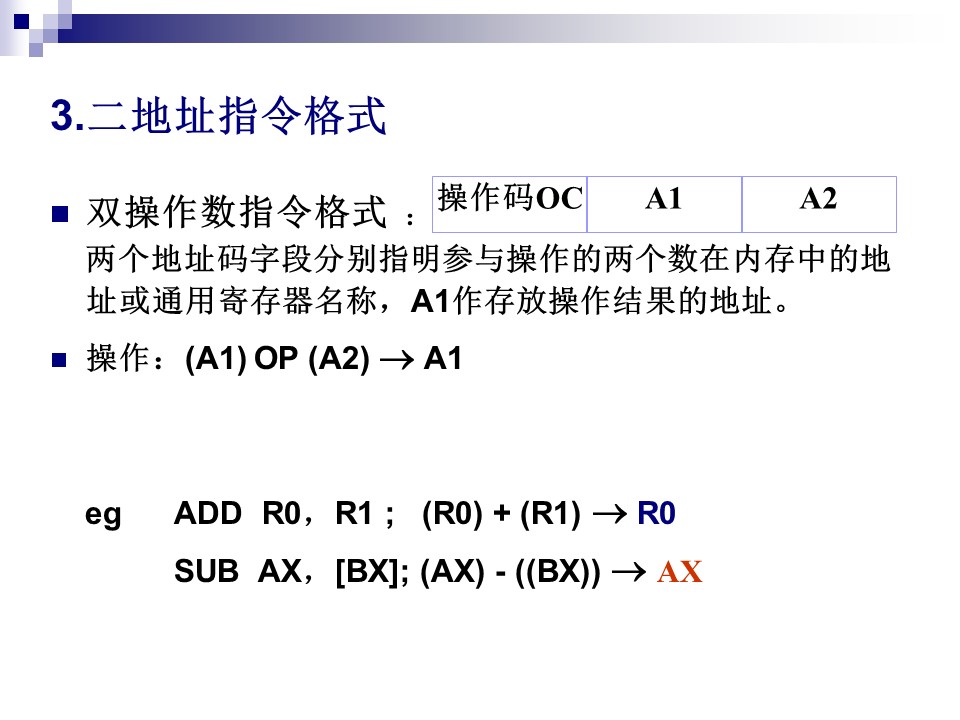 3.二地址指令格式
双操作数指令格式 ：
操作码OC A1 A2
两个地址码字段分别指明参与操作的两个数在内存中的地
址或通用寄存器名称，A1作存放操作结果的地址。
操作：(A1) OP (A2) → A1
eg ADD R0，R1 ; (R0) + (R1) → R0
SUB AX，[BX]; (AX) - ((BX)) → AX